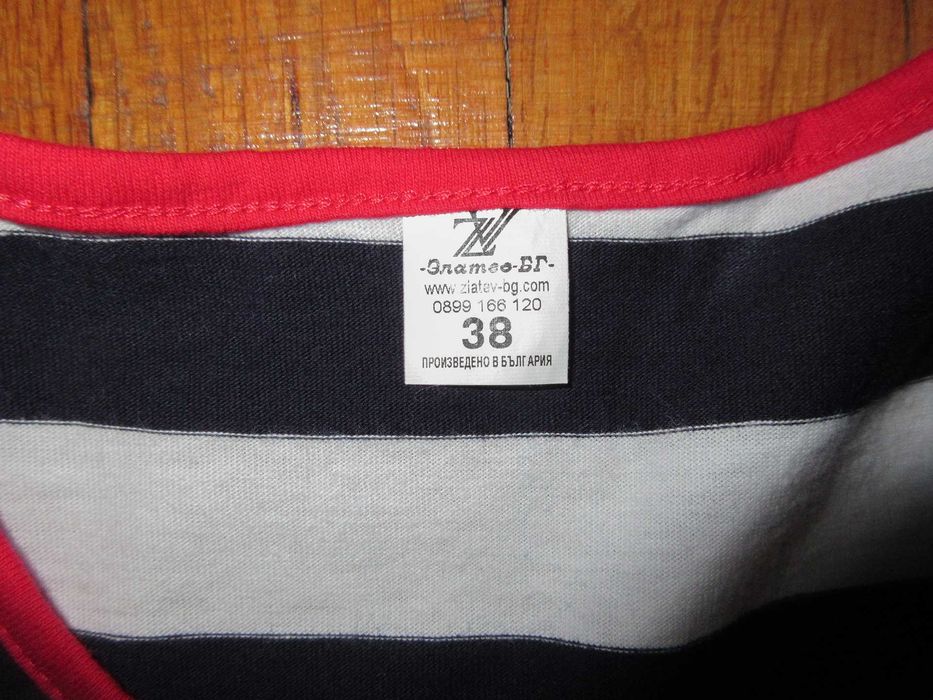 -Златев-БГ-
www.zlatev-bg.com
0899 166 120
38
ПРОИЗВЕДЕНО В БЪЛГАРИЯ